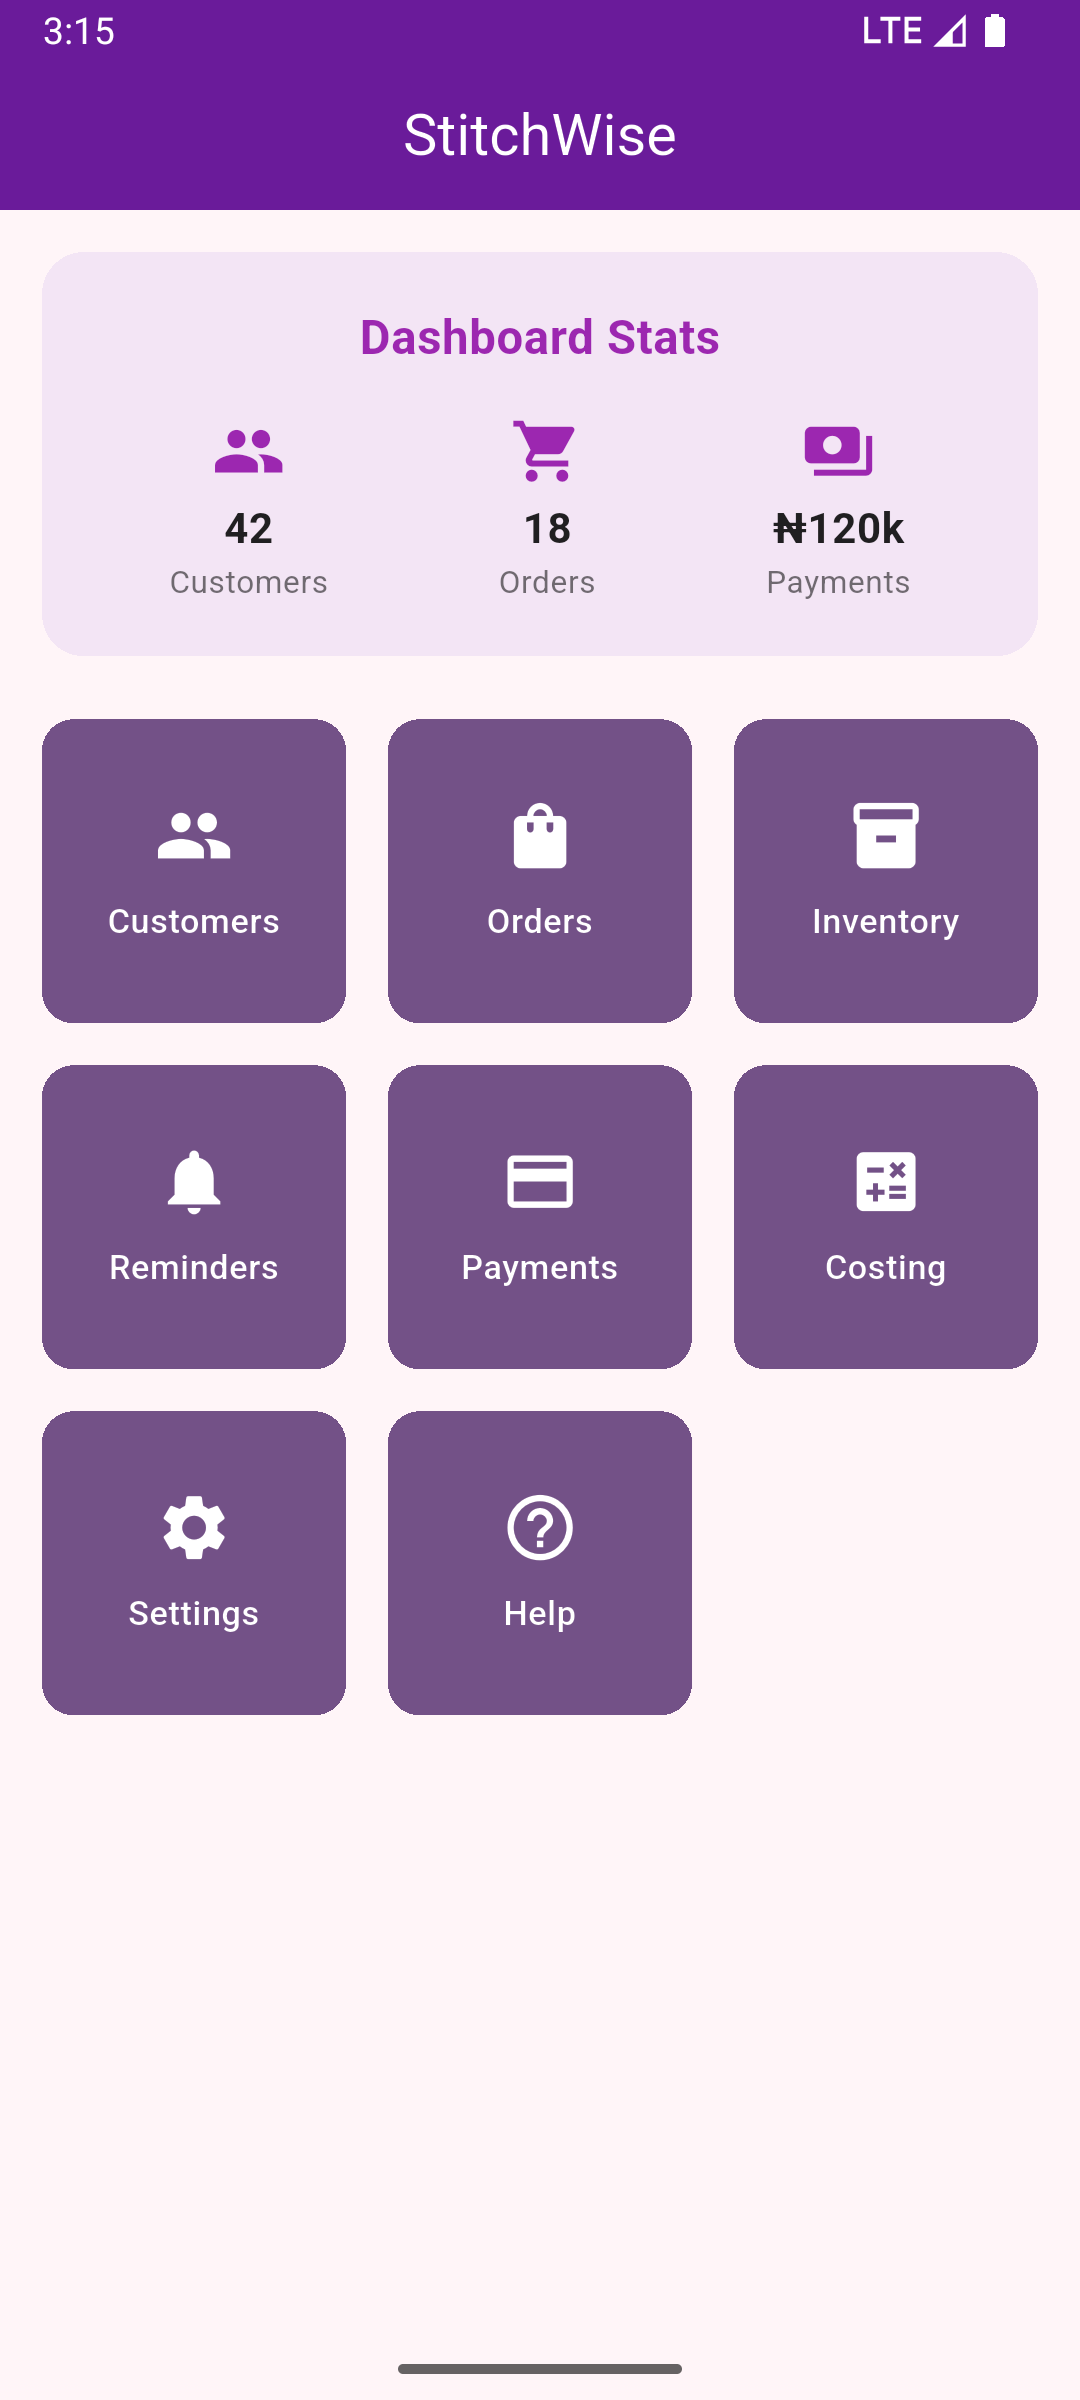 3:15 LTE
StitchWise
Dashboard Stats
42 18 ₦120k
Customers Orders Payments
Customers Orders Inventory
Reminders Payments Costing
Settings Help